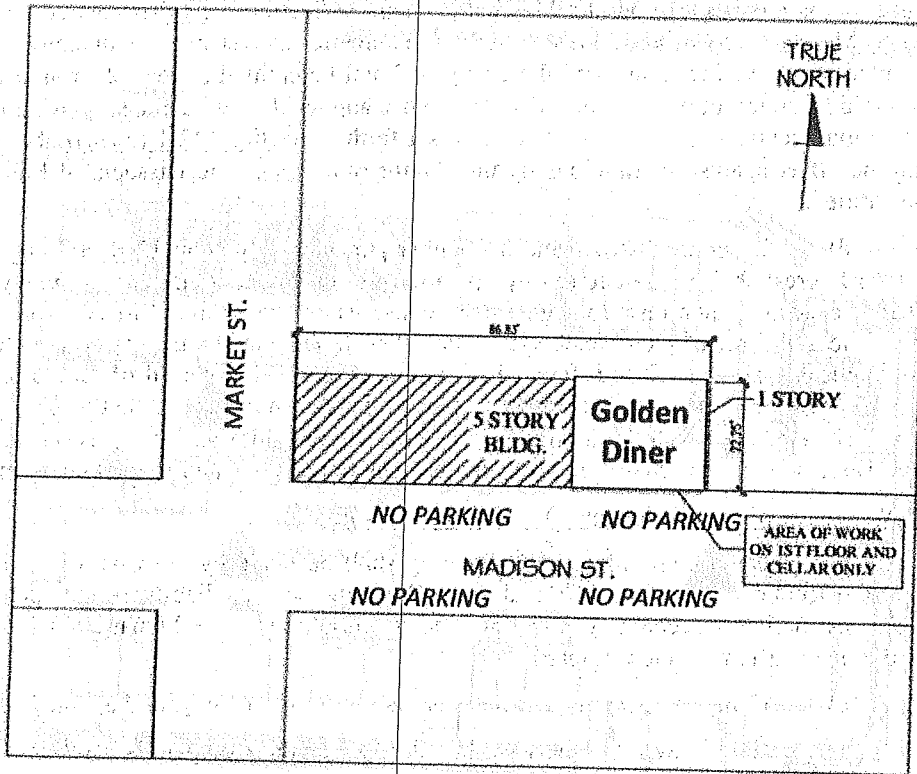 TRUE
NORTH
MARKET ST.
86.83'
5 STORY
BLDG.
Golden
Diner
1 STORY
22.75'
NO PARKING NO PARKING
AREA OF WORK
ON 1ST FLOOR AND
CELLAR ONLY
MADISON ST.
NO PARKING NO PARKING